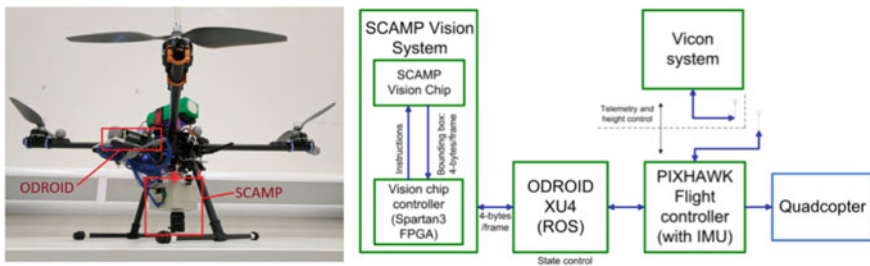 ODROID
SCAMP
SCAMP Vision
System
SCAMP
Vision Chip
Instructions
Bounding box:
4-bytes/frame
Vision chip
controller
(Spartan3
FPGA)
4-bytes
/frame
ODROID
XU4
(ROS)
State control
Vicon
system
Telemetry and
height control
PIXHAWK
Flight
controller
(with IMU)
Quadcopter